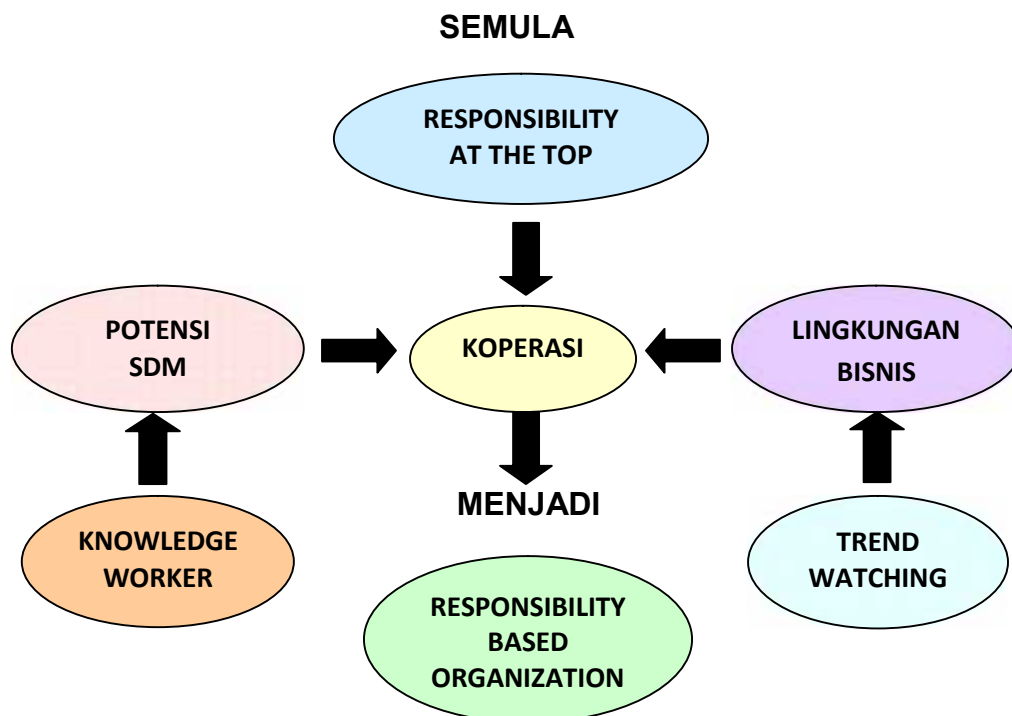 SEMULA
RESPONSIBILITY
AT THE TOP
POTENSI
SDM
KOPERASI
LINGKUNGAN
BISNIS
MENJADI
KNOWLEDGE
WORKER
TREND
WATCHING
RESPONSIBILITY
BASED
ORGANIZATION